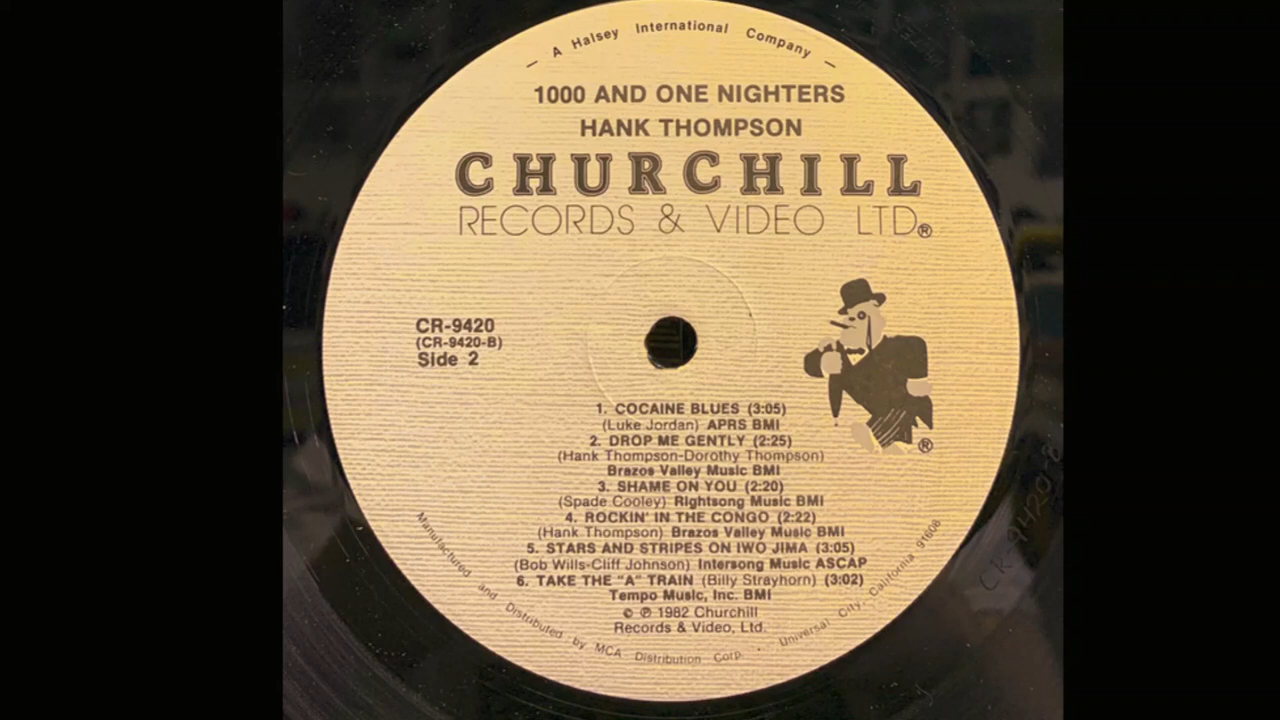 — A Halsey International Company —
1000 AND ONE NIGHTERS
HANK THOMPSON
CHURCHILL
RECORDS & VIDEO LTD®
CR-9420
(CR-9420-B)
Side 2
1. COCAINE BLUES (3:05)
(Luke Jordan) APRS BMI
2. DROP ME GENTLY (2:25)
(Hank Thompson-Dorothy Thompson)
Brazos Valley Music BMI
3. SHAME ON YOU (2:20)
(Spade Cooley) Rightsong Music BMI
4. ROCKIN' IN THE CONGO (2:22)
(Hank Thompson) Brazos Valley Music BMI
5. STARS AND STRIPES ON IWO JIMA (3:05)
(Bob Wills-Cliff Johnson) Intersong Music ASCAP
6. TAKE THE "A" TRAIN (Billy Strayhorn) (3:02)
Tempo Music, Inc. BMI
© ℗ 1982 Churchill
Records & Video, Ltd.
®
Manufactured and Distributed by MCA Distribution Corp. · Universal City, California 91608
CR 9420 B